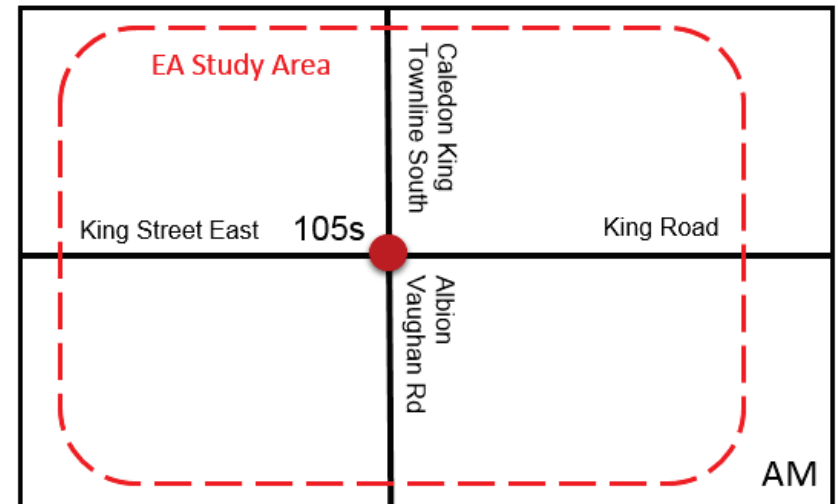 EA Study Area
Caledon King
Townline South
King Street East
105s
King Road
Albion
Vaughan Rd
AM